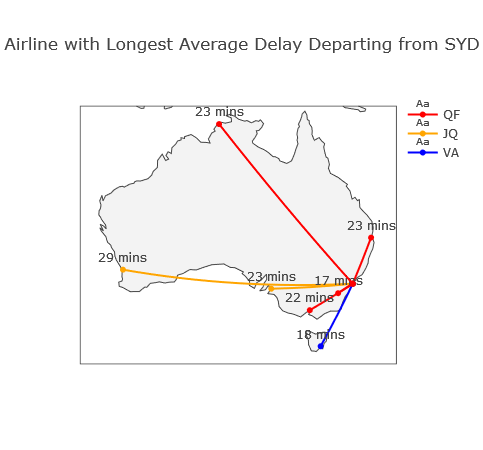 Airline with Longest Average Delay Departing from SYD
Aa
QF
Aa
JQ
Aa
VA
23 mins
23 mins
29 mins
23 mins
17 mins
22 mins
18 mins